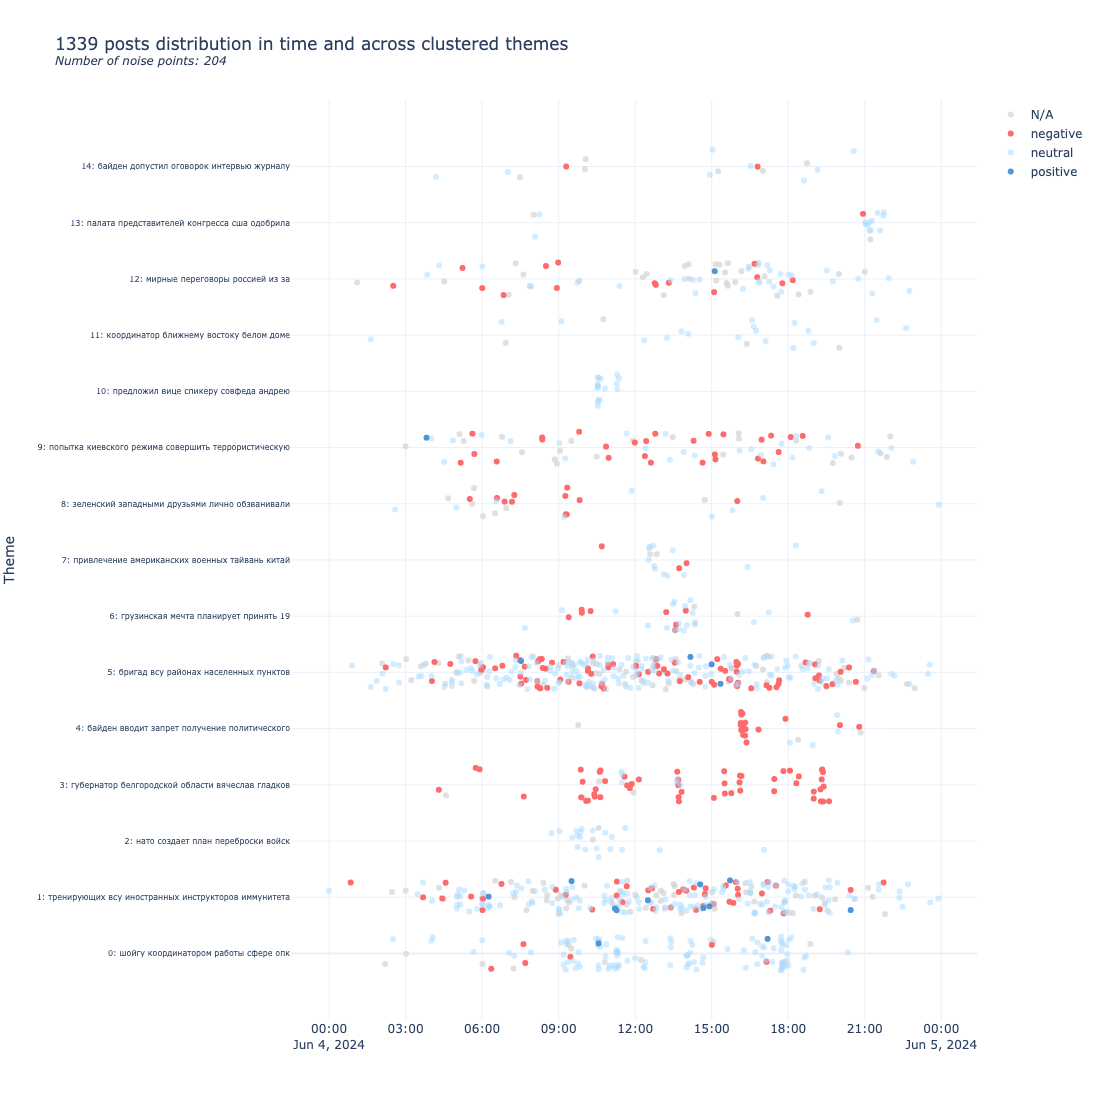 1339 posts distribution in time and across clustered themes
Number of noise points: 204
N/A
negative
neutral
positive
Theme
14: байден допустил оговорок интервью журналу
13: палата представителей конгресса сша одобрила
12: мирные переговоры россией из за
11: координатор ближнему востоку белом доме
10: предложил вице спикеру совфеда андрею
9: попытка киевского режима совершить террористическую
8: зеленский западными друзьями лично обзванивали
7: привлечение американских военных тайвань китай
6: грузинская мечта планирует принять 19
5: бригад всу районах населенных пунктов
4: байден вводит запрет получение политического
3: губернатор белгородской области вячеслав гладков
2: нато создает план переброски войск
1: тренирующих всу иностранных инструкторов иммунитета
0: шойгу координатором работы сфере опк
00:00 03:00 06:00 09:00 12:00 15:00 18:00 21:00 00:00
Jun 4, 2024 Jun 5, 2024